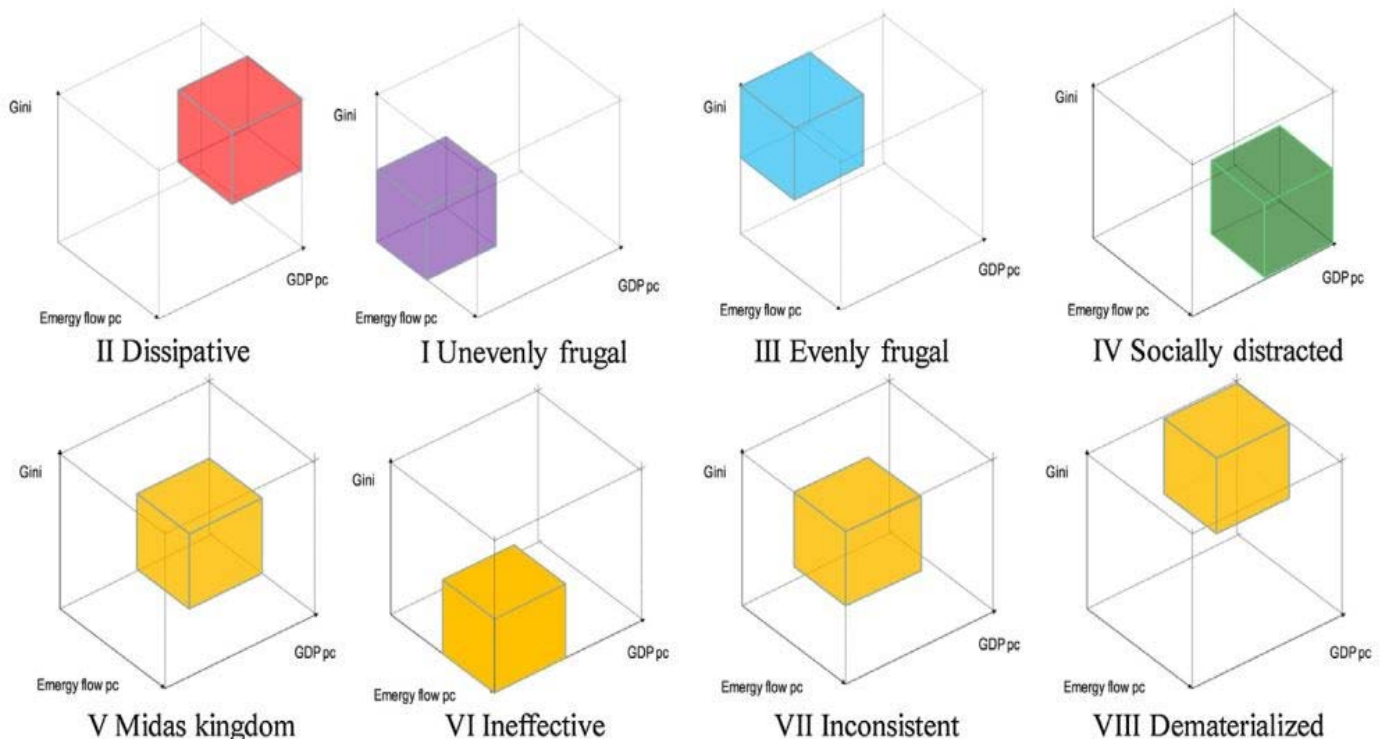 Gini
GDP pc
Emergy flow pc
II Dissipative
Gini
GDP pc
Emergy flow pc
I Unevenly frugal
Gini
GDP pc
III Evenly frugal
Gini
GDP pc
Emergy flow pc
IV Socially distracted
Gini
GDP pc
Emergy flow pc
V Midas kingdom
Gini
GDP pc
Emergy flow pc
VI Ineffective
Gini
GDP pc
Emergy flow pc
VII Inconsistent
Gini
GDP pc
Emergy flow pc
VIII Dematerialized